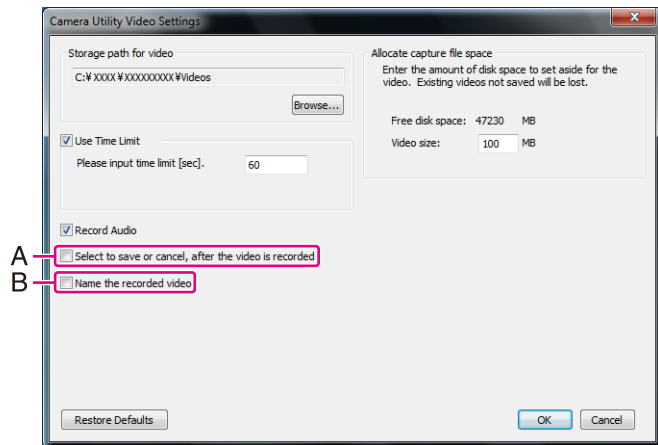 Camera Utility Video Settings
x
Storage path for video
C:¥ XXXX ¥XXXXXXXXX ¥Videos
Browse...
Use Time Limit
Please input time limit [sec].
60
Allocate capture file space
Enter the amount of disk space to set aside for the
video. Existing videos not saved will be lost.
Free disk space: 47230 MB
Video size: 100 MB
Record Audio
A
Select to save or cancel, after the video is recorded
B
Name the recorded video
Restore Defaults
OK
Cancel